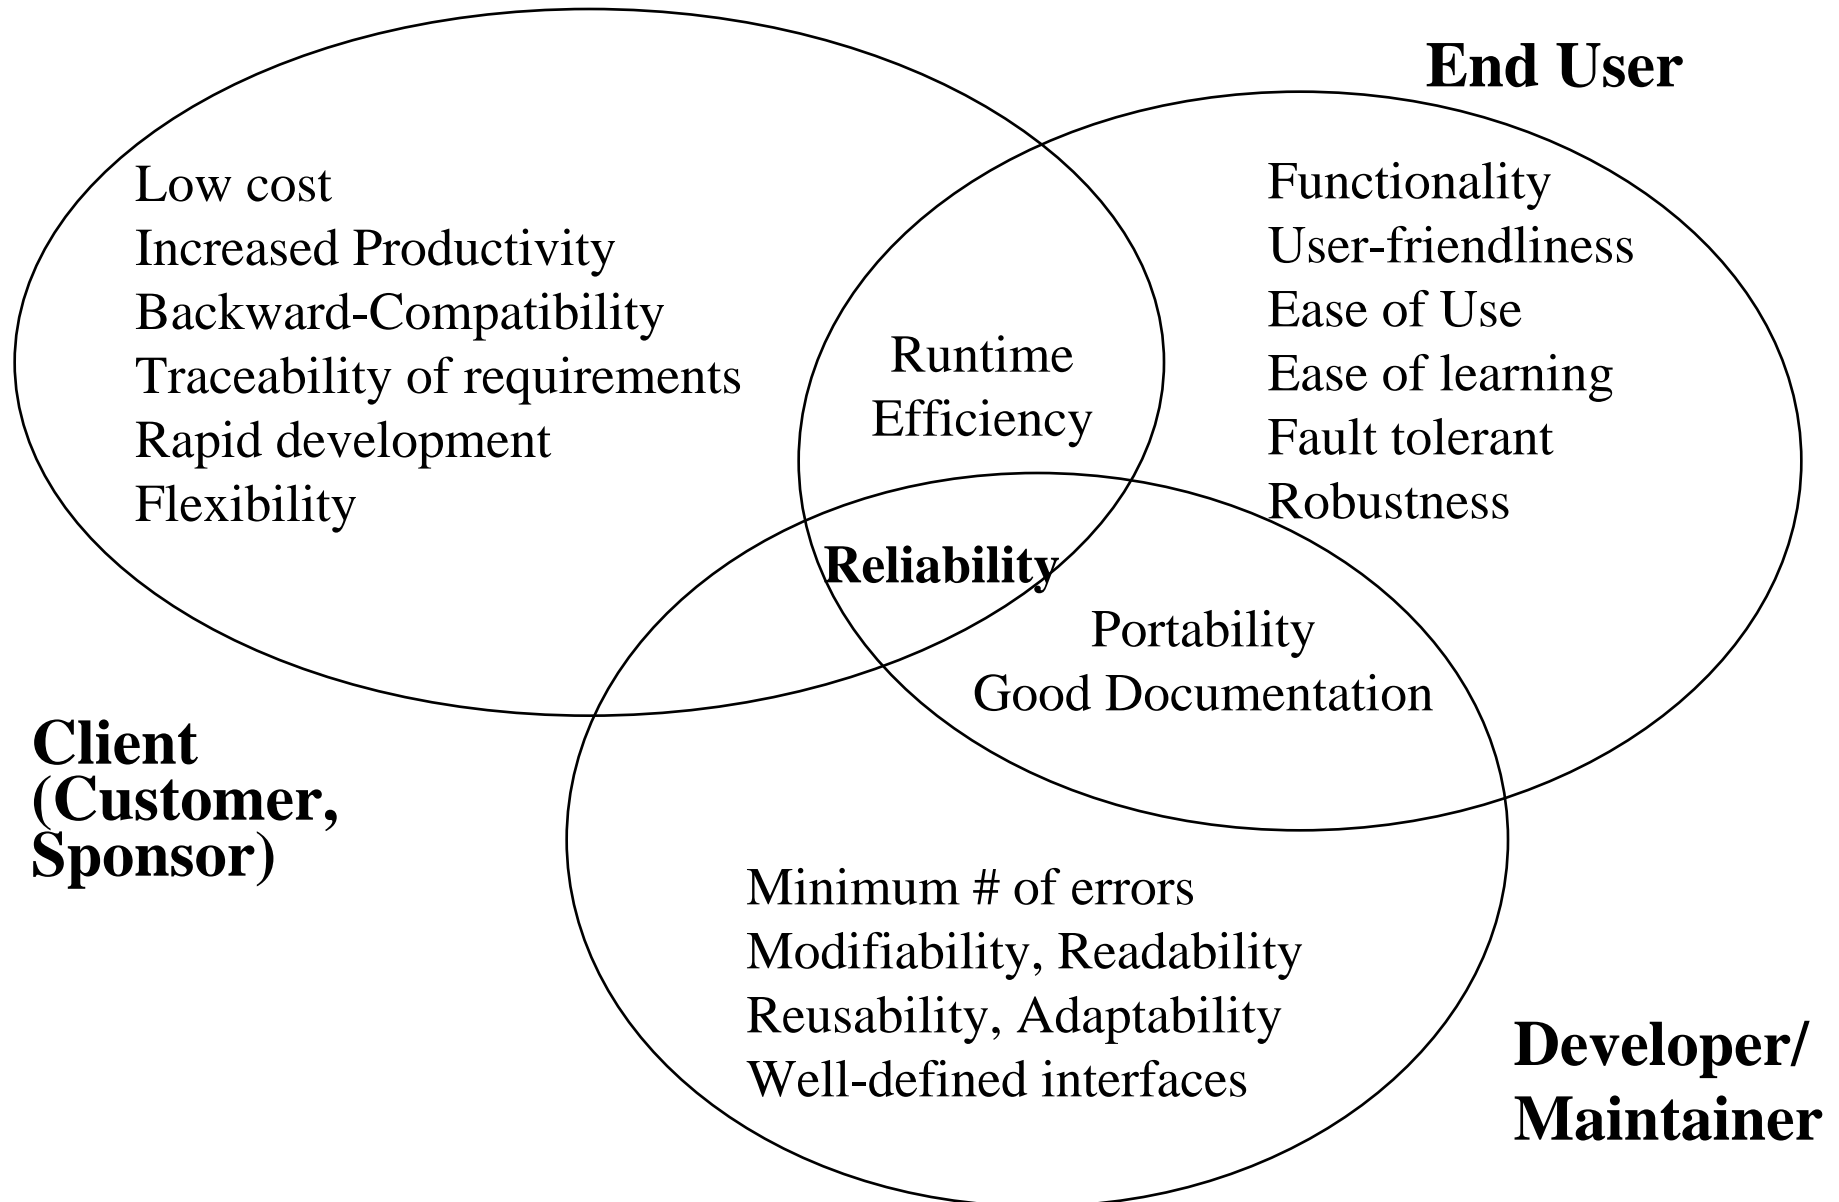 End User
Low cost
Increased Productivity
Backward-Compatibility
Traceability of requirements
Rapid development
Flexibility
Functionality
User-friendliness
Ease of Use
Ease of learning
Fault tolerant
Robustness
Runtime
Efficiency
Reliability
Portability
Good Documentation
Client
(Customer,
Sponsor)
Minimum # of errors
Modifiability, Readability
Reusability, Adaptability
Well-defined interfaces
Developer/
Maintainer